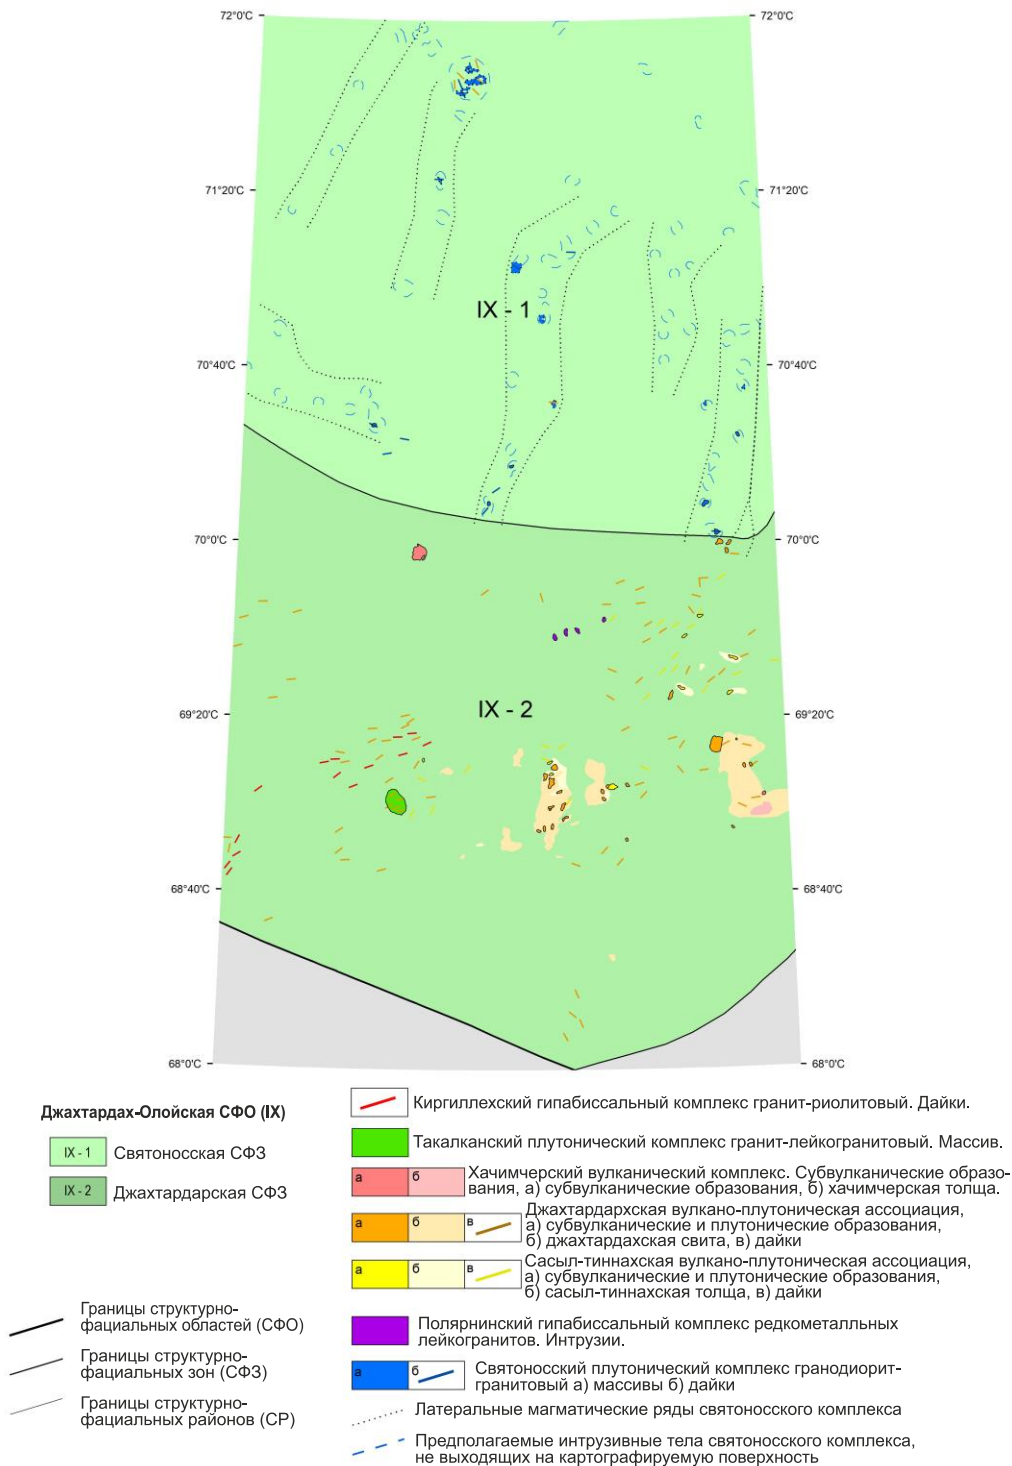 72°0'С
72°0'С
71°20'С
71°20'С
IX - 1
70°40'С
70°40'С
70°0'С
70°0'С
IX - 2
69°20'С
69°20'С
68°40'С
68°40'С
68°0'С
68°0'С
Джахтардах-Олойская СФО (IX)
IX - 1
Святоносская СФЗ
IX - 2
Джахтардарская СФЗ
Границы структурно-
фациальных областей (СФО)
Границы структурно-
фациальных зон (СФЗ)
Границы структурно-
фациальных районов (СР)
Киргиллехский гипабиссальный комплекс гранит-риолитовый. Дайки.
Такалканский плутонический комплекс гранит-лейкогранитовый. Массив.
а
б
Хачимчерский вулканический комплекс. Субвулканические образо-
вания, а) субвулканические образования, б) хачимчерская толща.
а
б
в
Джахтардархская вулкано-плутоническая ассоциация,
а) субвулканические и плутонические образования,
б) джахтардахская свита, в) дайки
а
б
в
Сасыл-тиннахская вулкано-плутоническая ассоциация,
а) субвулканические и плутонические образования,
б) сасыл-тиннахская толща, в) дайки
Полярнинский гипабиссальный комплекс редкометалльных
лейкогранитов. Интрузии.
а
б
Святоносский плутонический комплекс гранодиорит-
гранитовый а) массивы б) дайки
Латеральные магматические ряды святоносского комплекса
Предполагаемые интрузивные тела святоносского комплекса,
не выходящих на картографируемую поверхность